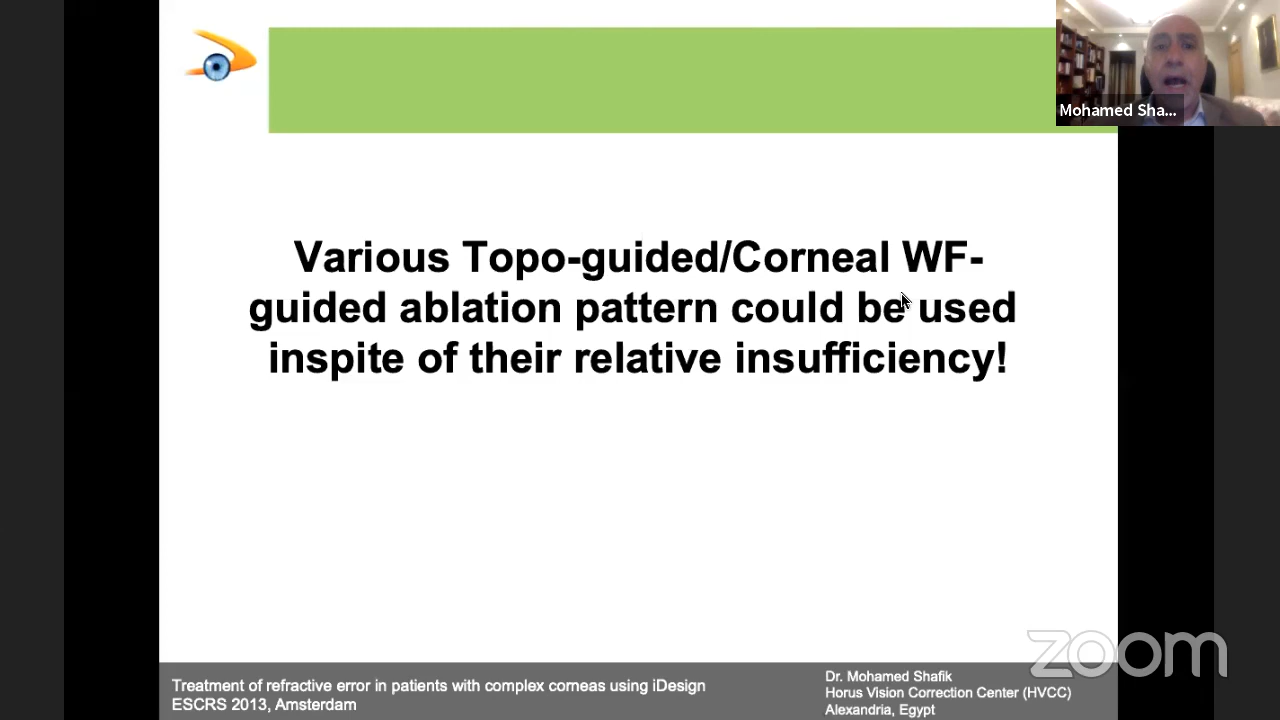 Mohamed Sha...
Various Topo-guided/Corneal WF-
guided ablation pattern could be used
inspite of their relative insufficiency!
zoom
Treatment of refractive error in patients with complex corneas using iDesign
ESCRS 2013, Amsterdam
Dr. Mohamed Shafik
Horus Vision Correction Center (HVCC)
Alexandria, Egypt